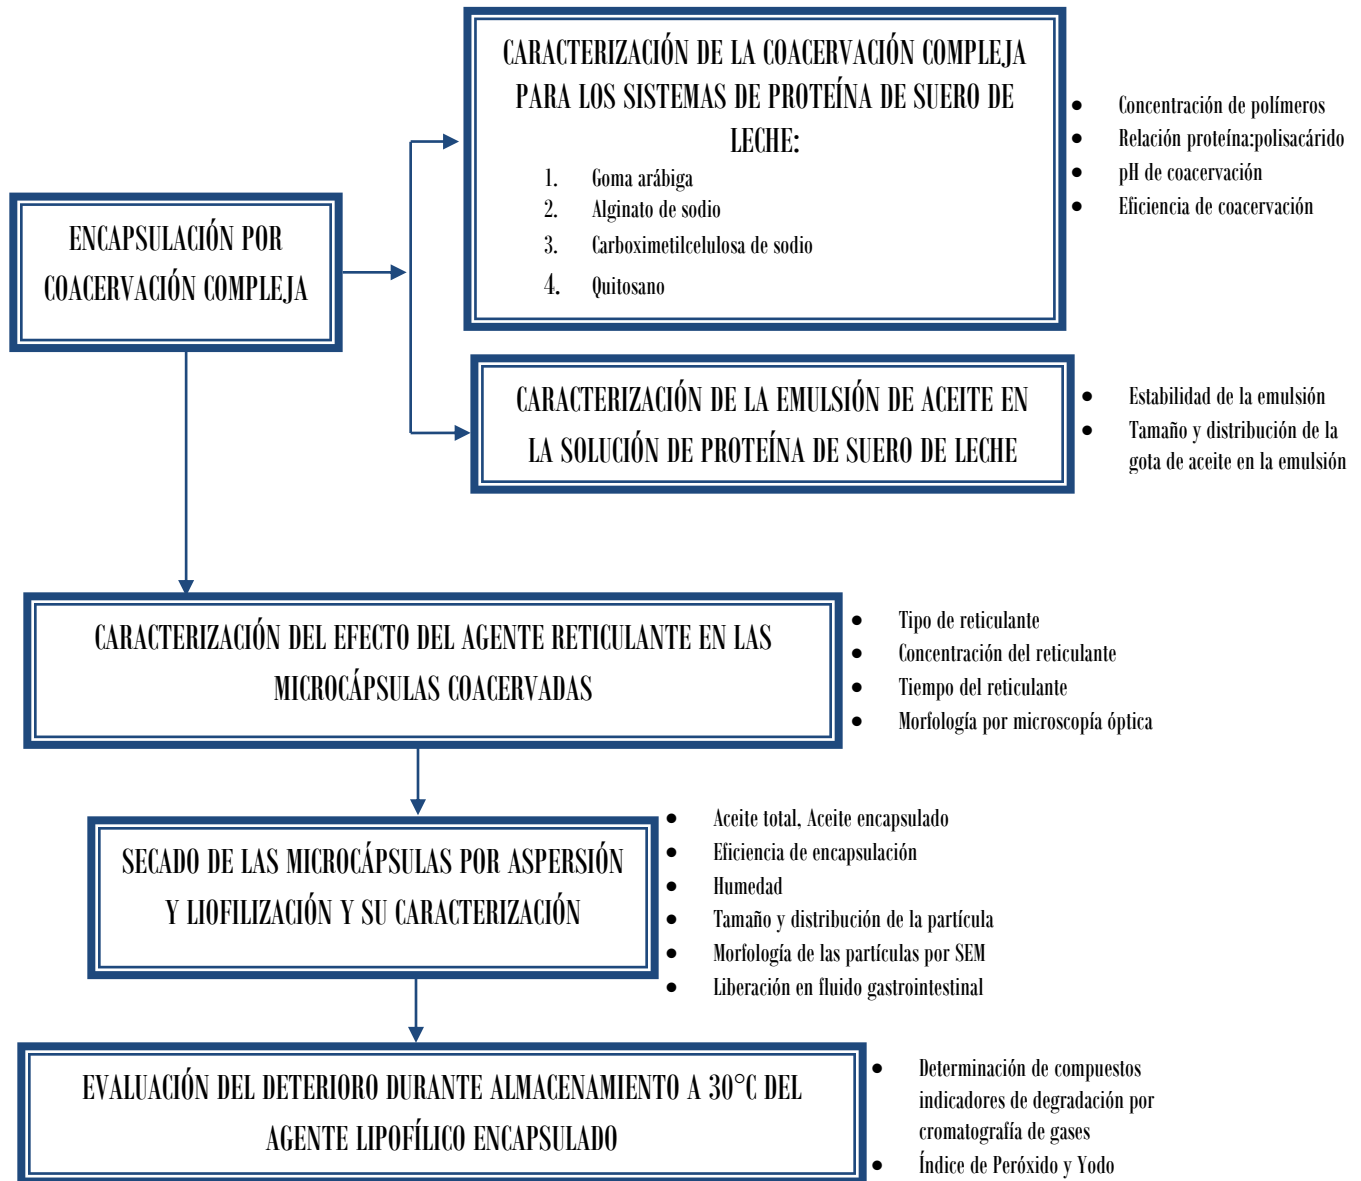 CARACTERIZACIÓN DE LA COACERVACIÓN COMPLEJA
PARA LOS SISTEMAS DE PROTEÍNA DE SUERO DE
LECHE:
1. Goma arábiga
2. Alginato de sodio
3. Carboximetilcelulosa de sodio
4. Quitosano
• Concentración de polímeros
• Relación proteína:polisacárido
• pH de coacervación
• Eficiencia de coacervación
ENCAPSULACIÓN POR
COACERVACIÓN COMPLEJA
CARACTERIZACIÓN DE LA EMULSIÓN DE ACEITE EN
LA SOLUCIÓN DE PROTEÍNA DE SUERO DE LECHE
• Estabilidad de la emulsión
• Tamaño y distribución de la
gota de aceite en la emulsión
CARACTERIZACIÓN DEL EFECTO DEL AGENTE RETICULANTE EN LAS
MICROCÁPSULAS COACERVADAS
• Tipo de reticulante
• Concentración del reticulante
• Tiempo del reticulante
• Morfología por microscopía óptica
SECADO DE LAS MICROCÁPSULAS POR ASPERSIÓN
Y LIOFILIZACIÓN Y SU CARACTERIZACIÓN
• Aceite total, Aceite encapsulado
• Eficiencia de encapsulación
• Humedad
• Tamaño y distribución de la partícula
• Morfología de las partículas por SEM
• Liberación en fluido gastrointestinal
EVALUACIÓN DEL DETERIORO DURANTE ALMACENAMIENTO A 30°C DEL
AGENTE LIPOFÍLICO ENCAPSULADO
• Determinación de compuestos
indicadores de degradación por
cromatografía de gases
• Índice de Peróxido y Yodo